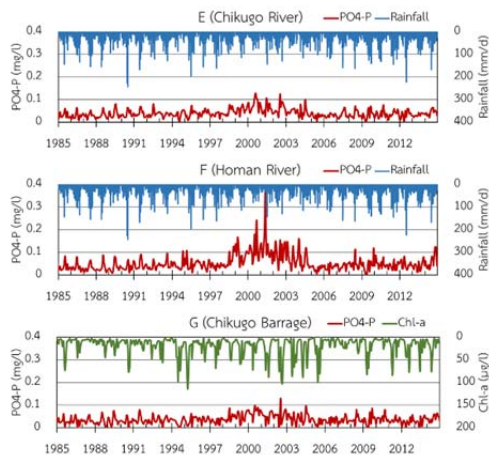 E (Chikugo River)
PO4-P Rainfall
PO4-P (mg/l)
0.4
0.3
0.2
0.1
0
0
100
200
300
400
Rainfall (mm/d)
1985 1988 1991 1994 1997 2000 2003 2006 2009 2012
F (Homan River)
PO4-P Rainfall
PO4-P (mg/l)
0.4
0.3
0.2
0.1
0
0
100
200
300
400
Rainfall (mm/d)
1985 1988 1991 1994 1997 2000 2003 2006 2009 2012
G (Chikugo Barrage)
PO4-P Chl-a
PO4-P (mg/l)
0.4
0.3
0.2
0.1
0
0
50
100
150
200
Chl-a (μg/l)
1985 1988 1991 1994 1997 2000 2003 2006 2009 2012